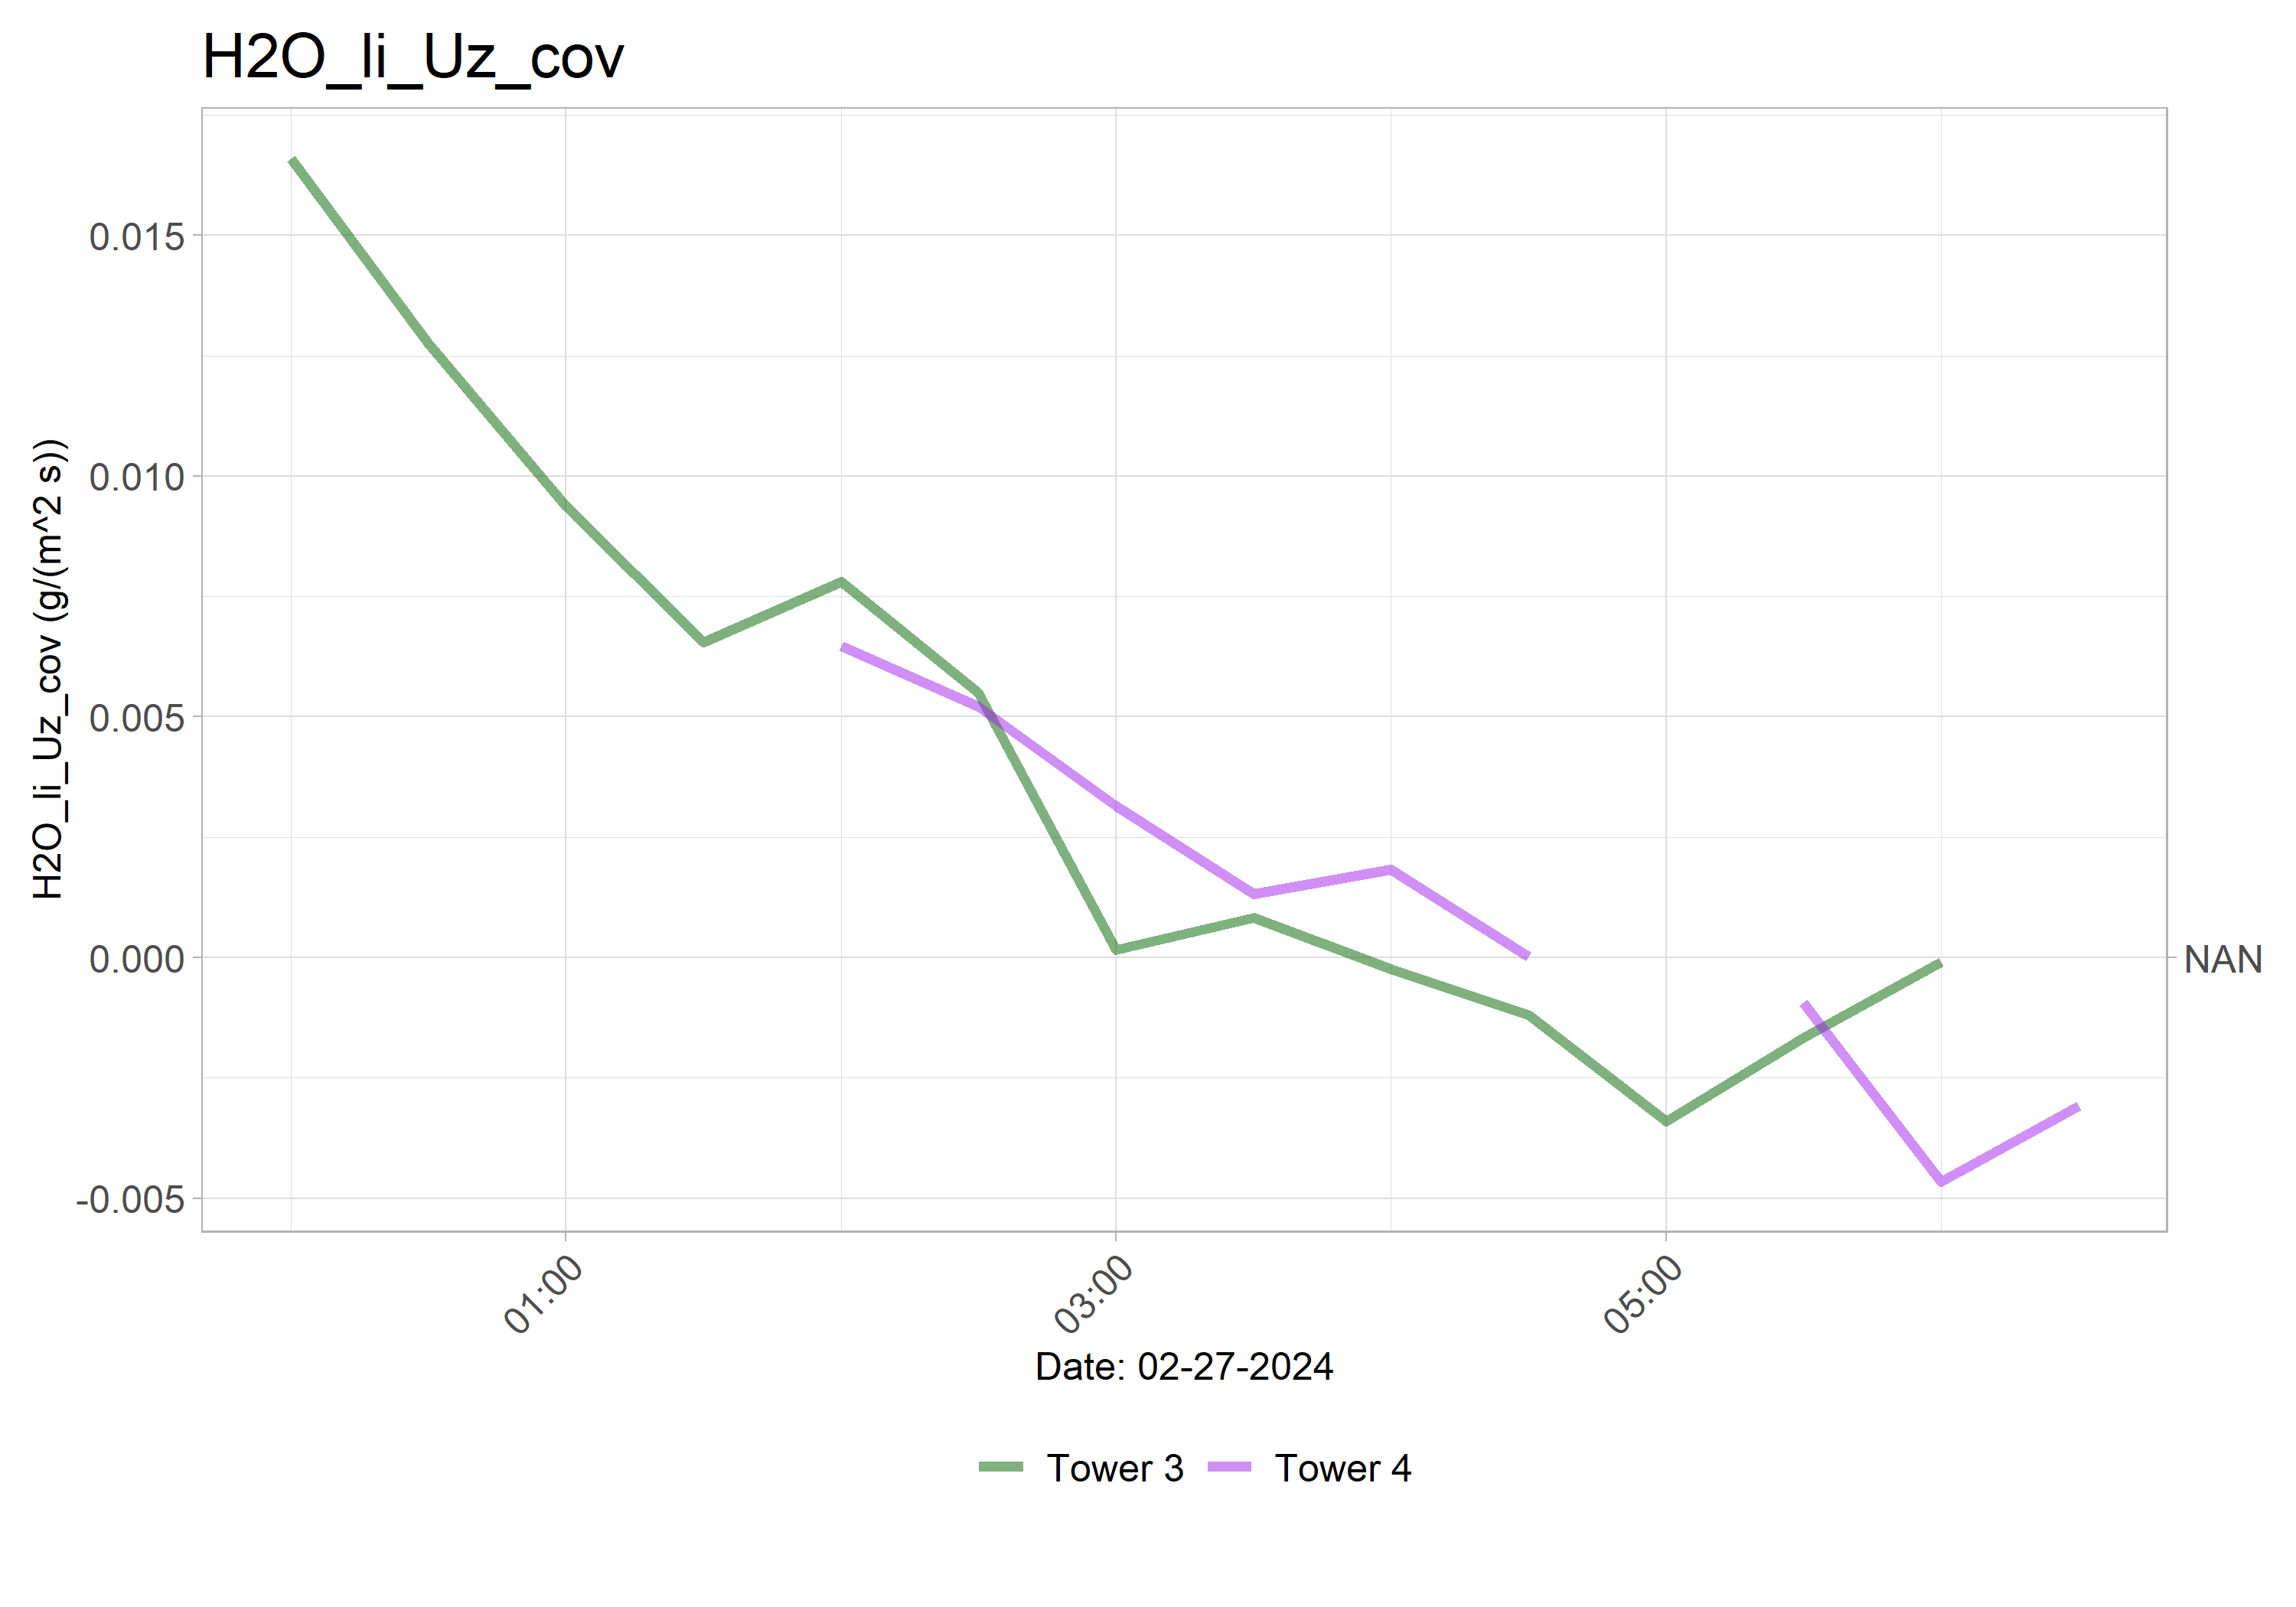 H2O_li_Uz_cov
H2O_li_Uz_cov (g/(m^2 s))
0.015
0.010
0.005
0.000
-0.005
NAN
01:00
03:00
05:00
Date: 02-27-2024
Tower 3
Tower 4